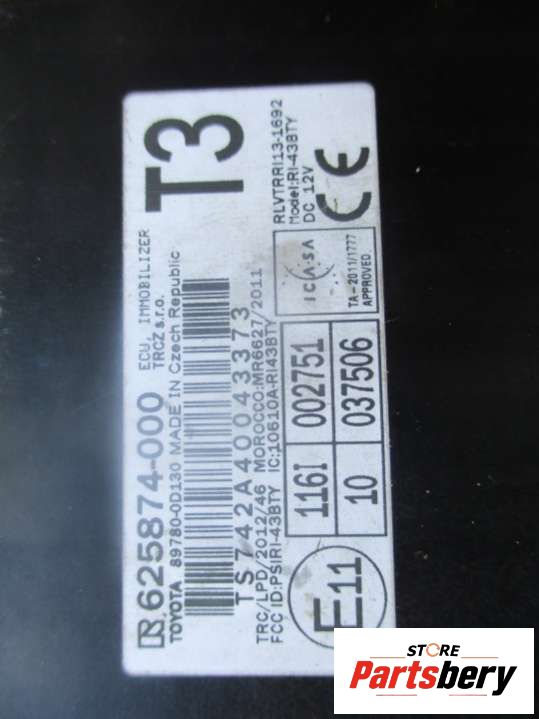 625874-000 ECU, IMMOBILIZER
TRCZ s.r.o.
T3
TOYOTA 89780-0D130 MADE IN Czech Republic
TS742A40043373
RLVTRRI13-1692
Model:RI-43BTY
DC 12V
CE
TRC/LPD/2012/46 MOROCCO:MR6627/2011
FCC ID:PSIRI-43BTY IC:10610A-RI43BTY
ICASA
TA-2011/1777
APPROVED
E11
116I 002751
10 037506
STORE
Partsbery